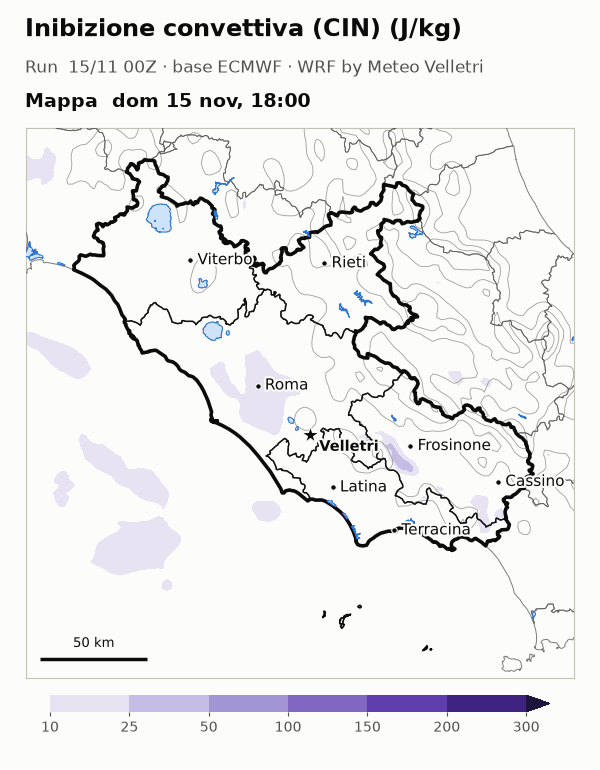 Inibizione convettiva (CIN) (J/kg)
Run  15/11 00Z · base ECMWF · WRF by Meteo Velletri
Mappa  dom 15 nov, 18:00
Viterbo
Rieti
Roma
Velletri
Frosinone
Cassino
Latina
Terracina
50 km
10 25 50 100 150 200 300